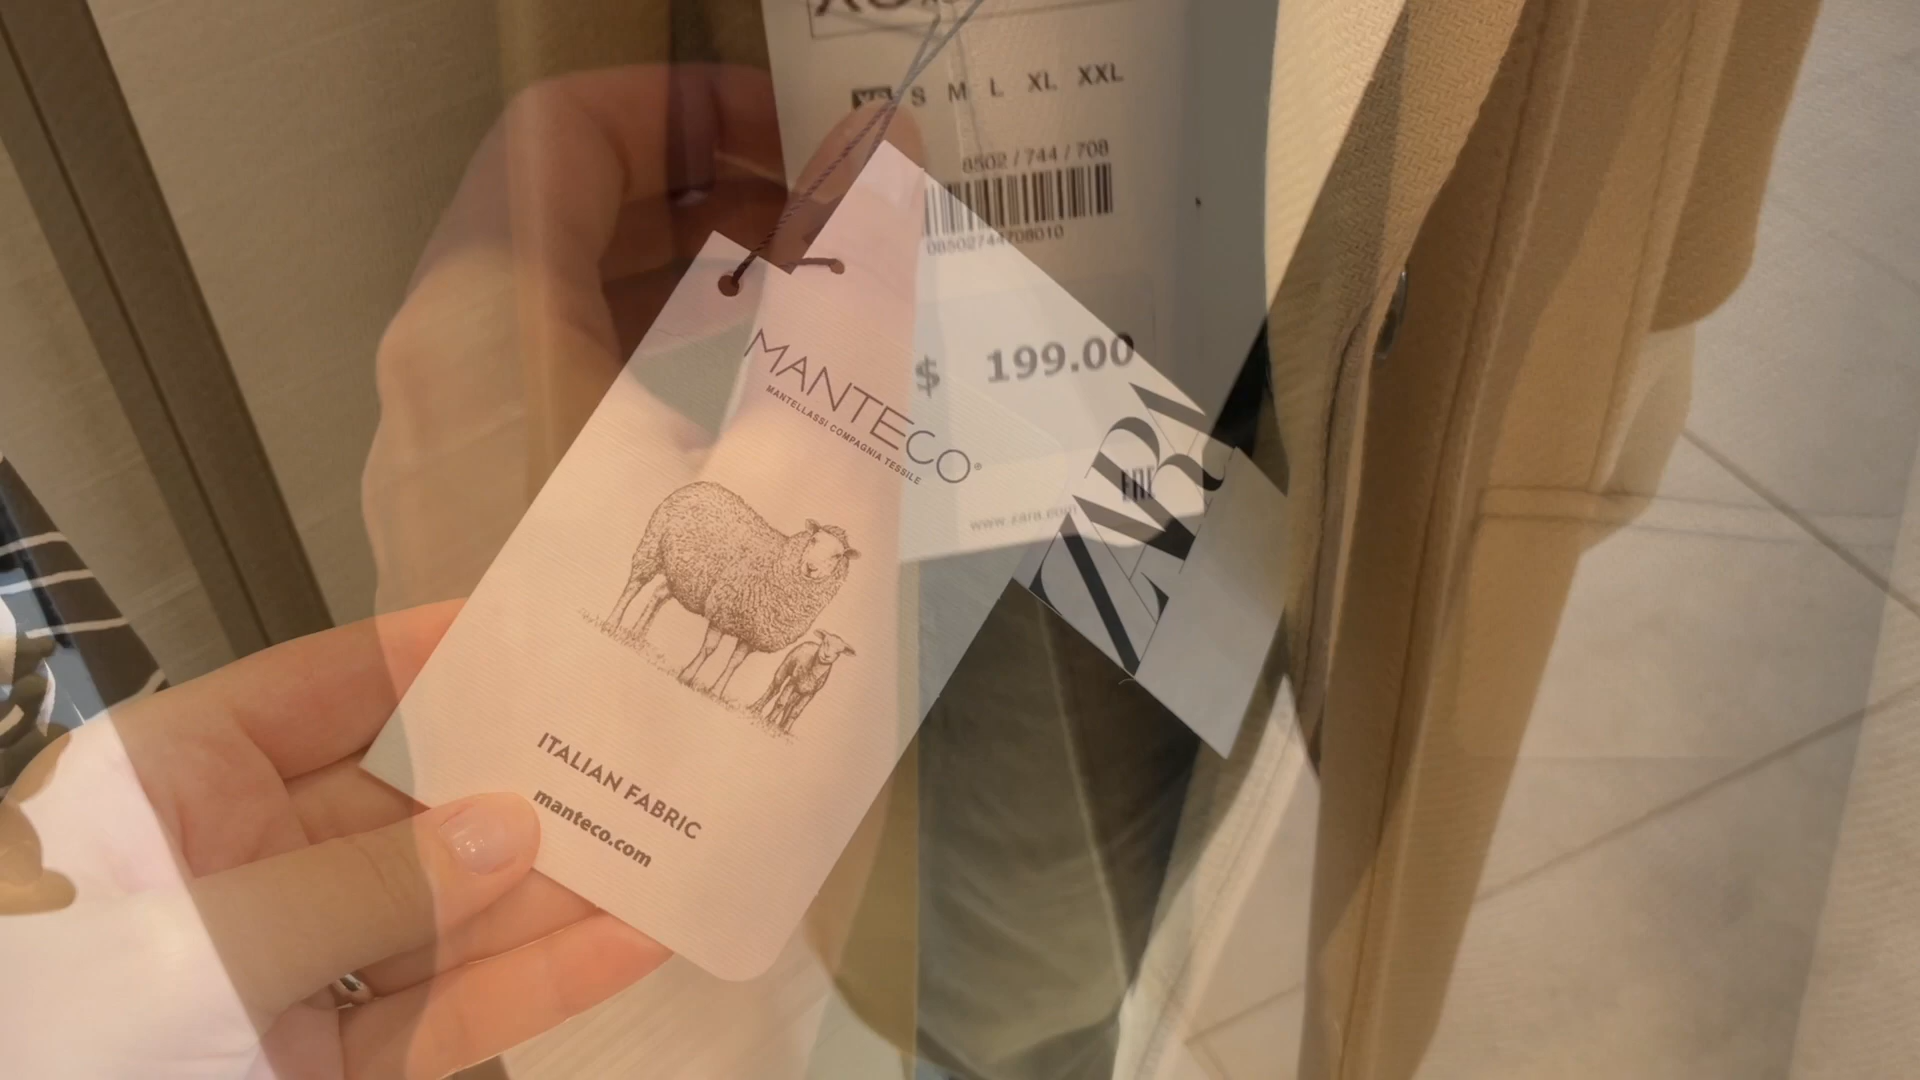 S M L XL XXL
8502 / 744 / 708
08502744708010
$ 199.00
MANTECO®
MANTELLASSI COMPAGNIA TESSILE
ZARA
www.zara.com
ITALIAN FABRIC
manteco.com